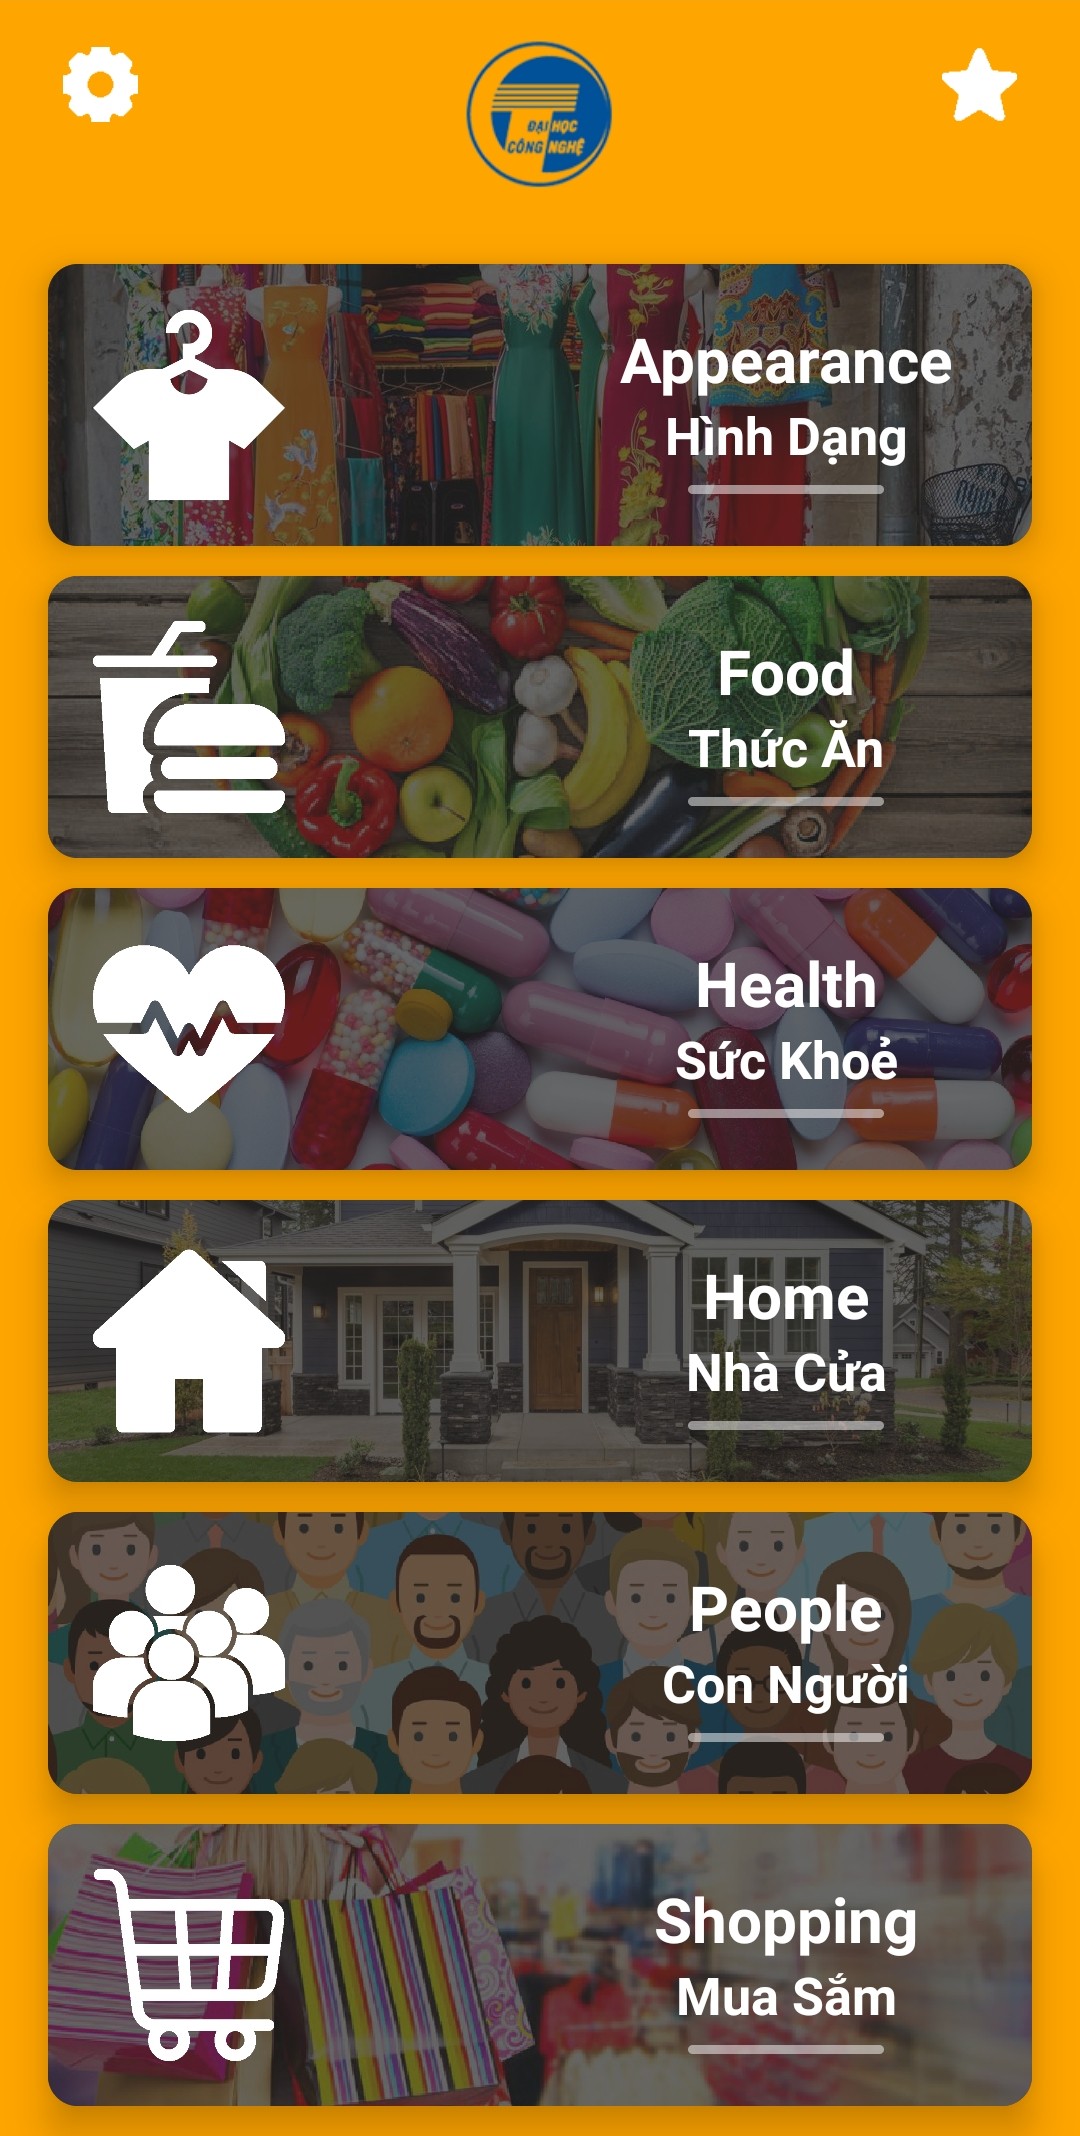 ĐẠI HỌC
CÔNG NGHỆ
Appearance
Hình Dạng
Food
Thức Ăn
Health
Sức Khoẻ
Home
Nhà Cửa
People
Con Người
Shopping
Mua Sắm